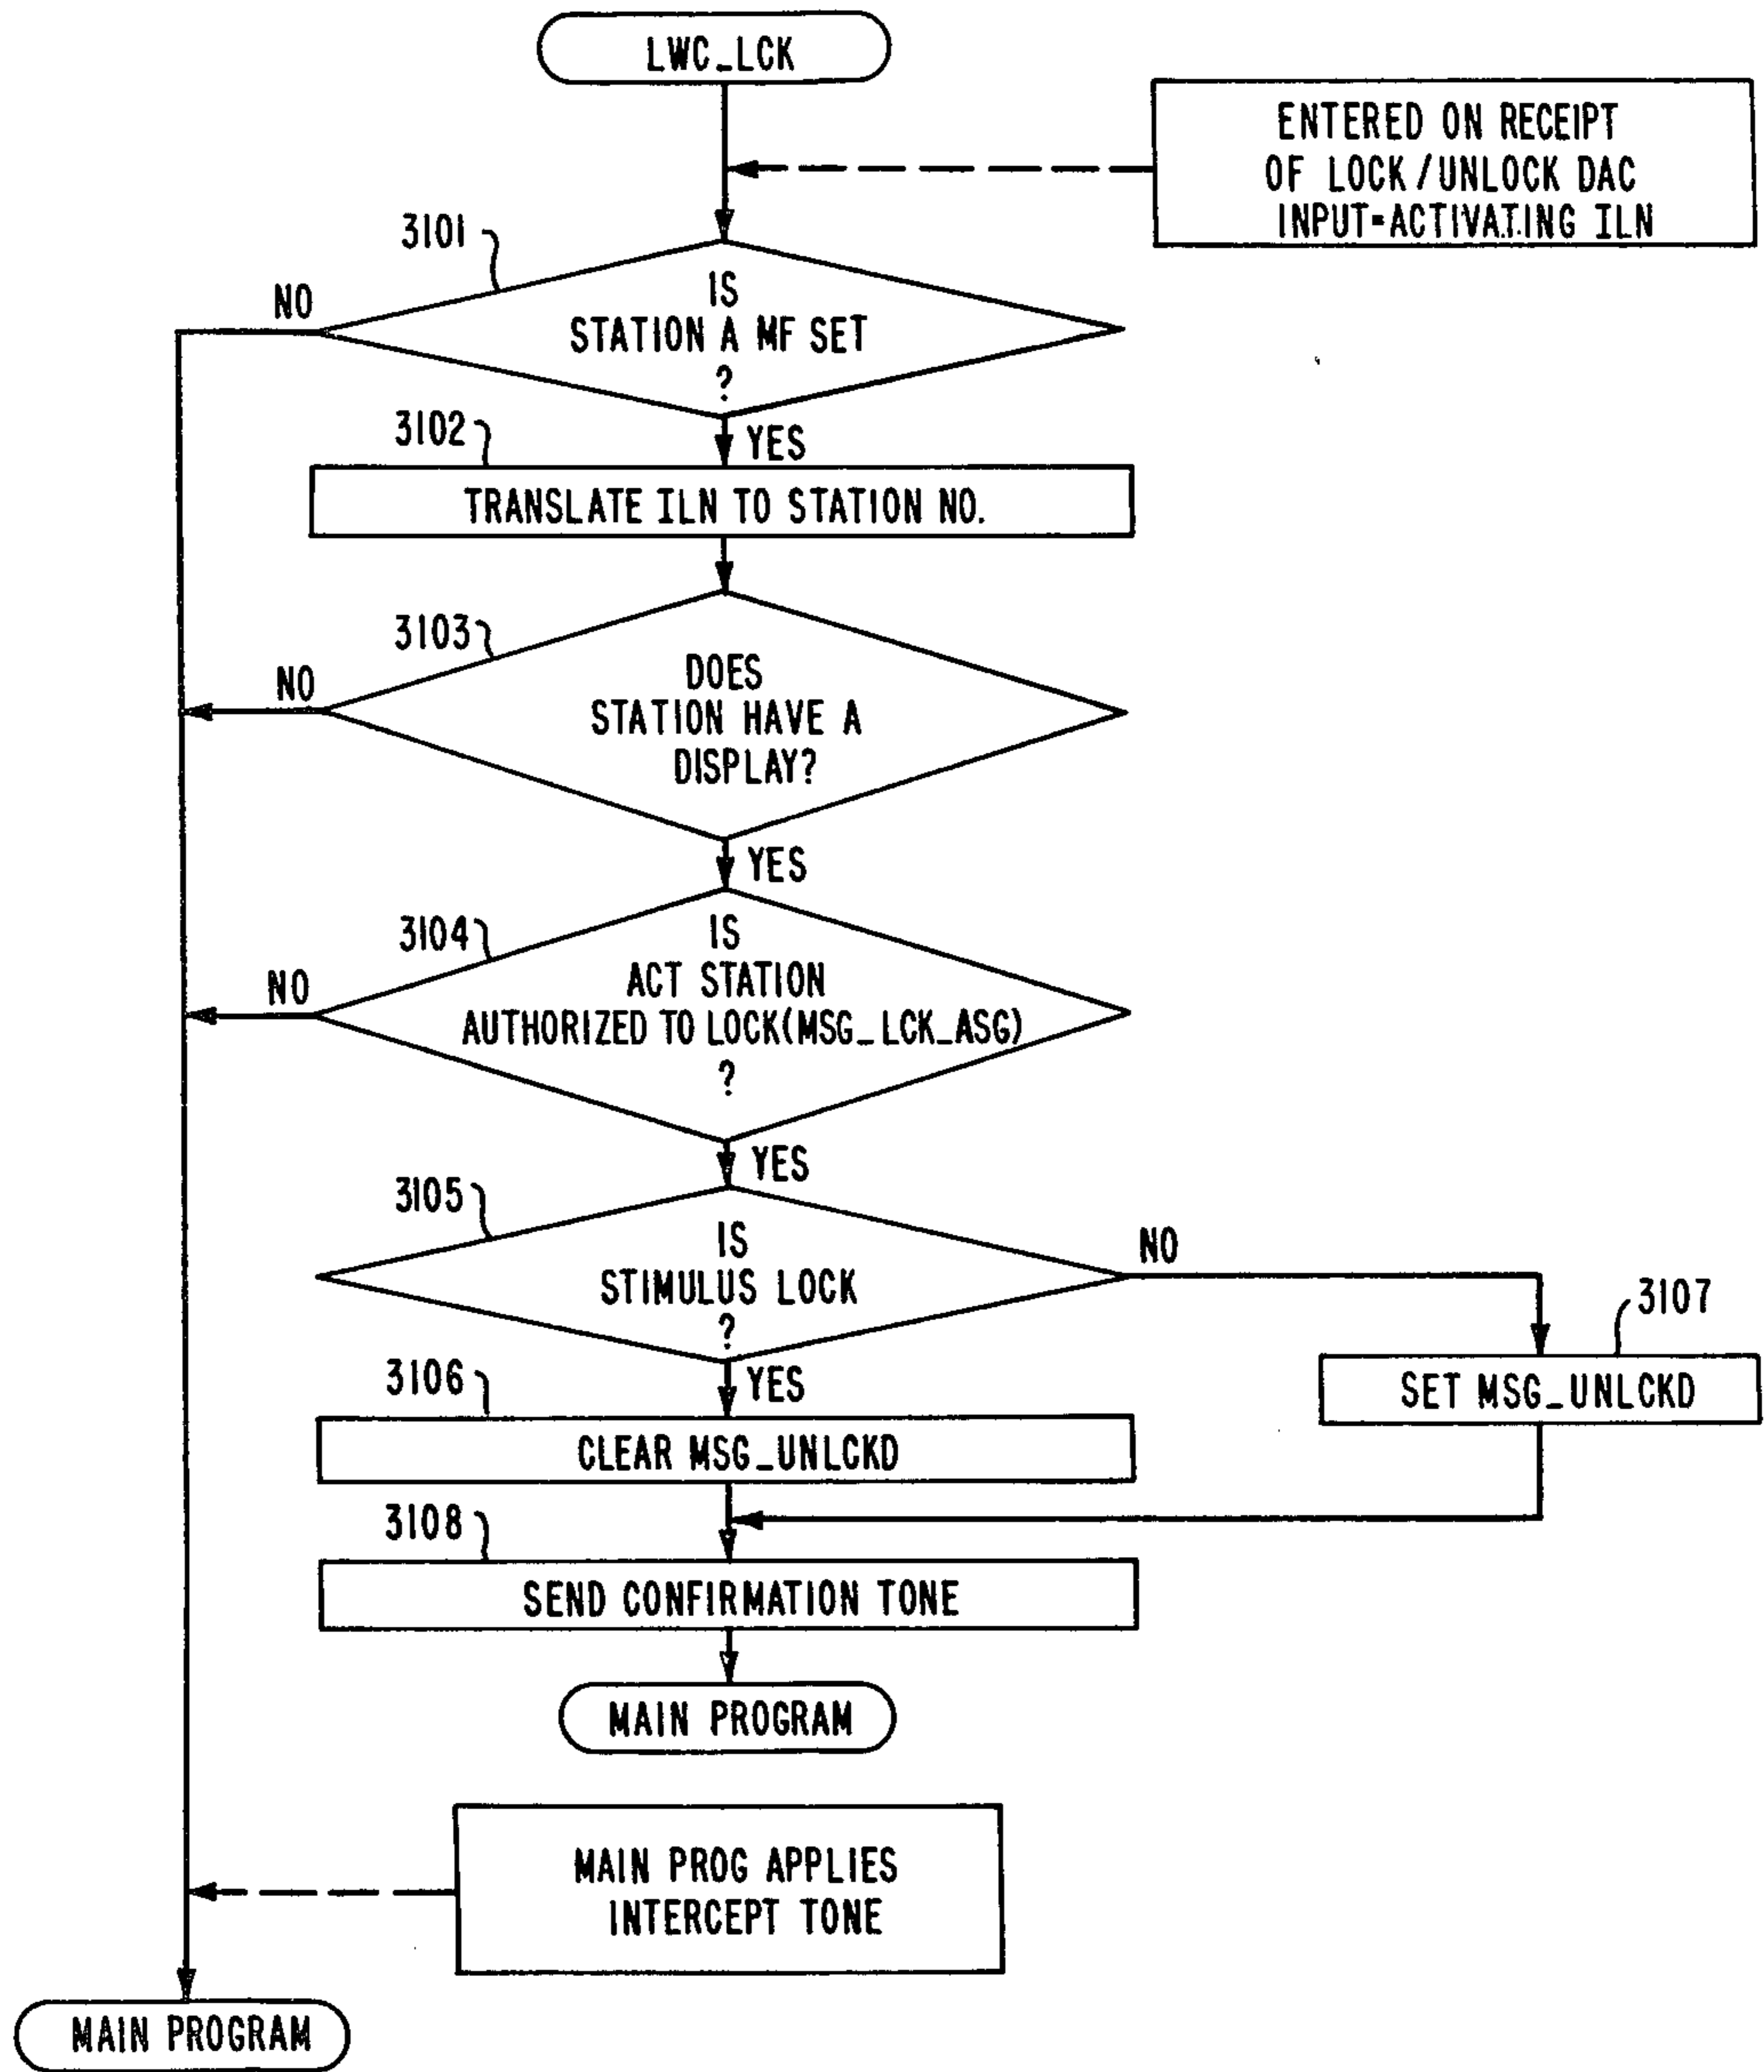 LWC_LCK
ENTERED ON RECEIPT
OF LOCK/UNLOCK DAC
INPUT=ACTIVATING ILN
3101
NO
IS
STATION A MF SET
?
3102
YES
TRANSLATE ILN TO STATION NO.
3103
NO
DOES
STATION HAVE A
DISPLAY?
YES
3104
NO
IS
ACT STATION
AUTHORIZED TO LOCK(MSG_LCK_ASG)
?
YES
3105
IS
STIMULUS LOCK
?
NO
3107
SET MSG_UNLCKD
3106
YES
CLEAR MSG_UNLCKD
3108
SEND CONFIRMATION TONE
MAIN PROGRAM
MAIN PROG APPLIES
INTERCEPT TONE
MAIN PROGRAM